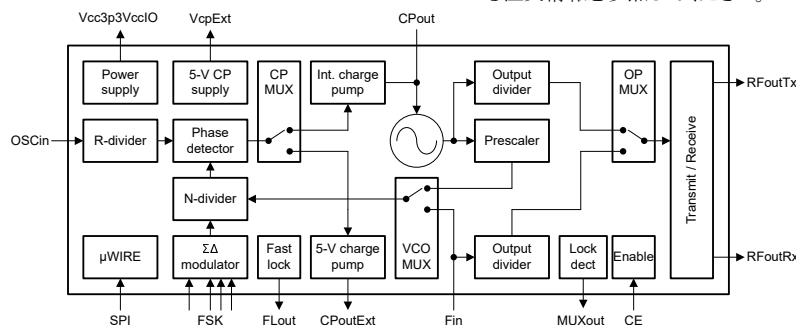 Vcc3p3VccIO
VcpExt
CPout
Power
supply
5-V CP
supply
CP
MUX
Int. charge
pump
Output
divider
OP
MUX
RFoutTx
OSCin
R-divider
Phase
detector
Prescaler
Transmit / Receive
N-divider
µWIRE
ΣΔ
modulator
Fast
lock
5-V charge
pump
VCO
MUX
Output
divider
Lock
dect
Enable
RFoutRx
SPI
FSK
FLout
CPoutExt
Fin
MUXout
CE